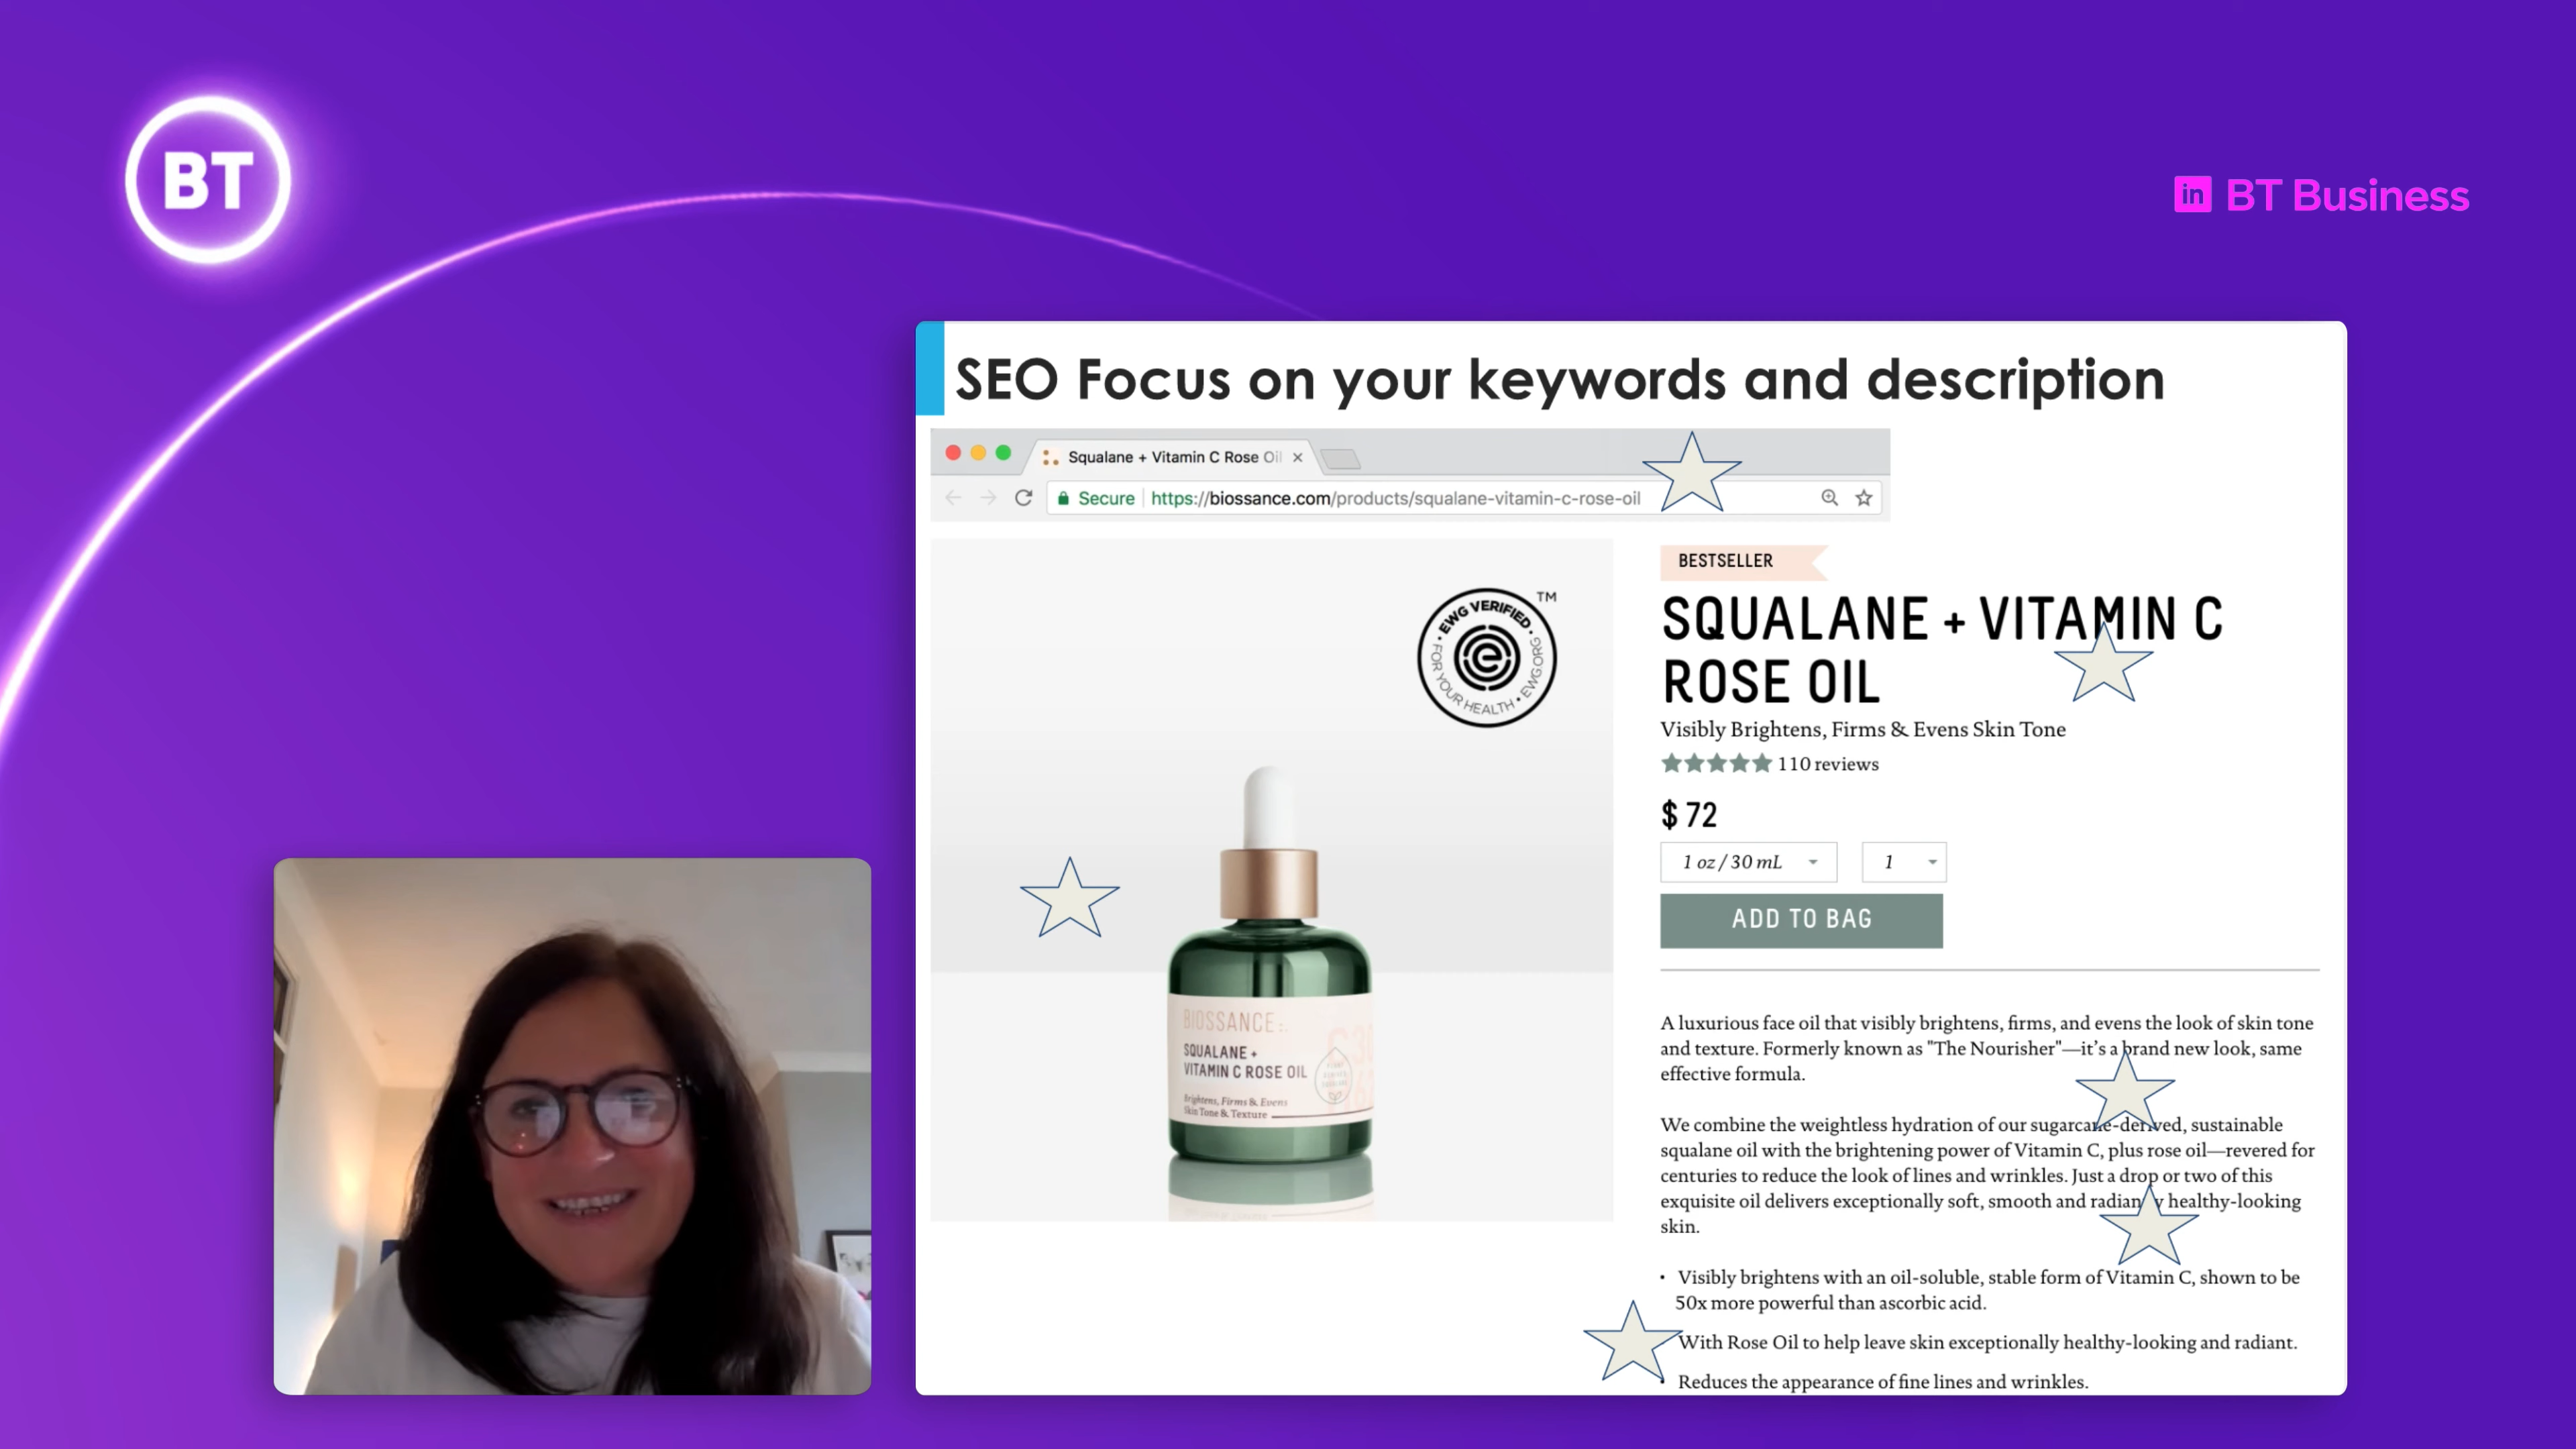 BT
in BT Business
SEO Focus on your keywords and description
Squalane + Vitamin C Rose Oil
Secure https://biossance.com/products/squalane-vitamin-c-rose-oil
EWG VERIFIED • FOR YOUR HEALTH • EWG.ORG
TM
BESTSELLER
SQUALANE + VITAMIN C
ROSE OIL
Visibly Brightens, Firms & Evens Skin Tone
110 reviews
$ 72
1 oz / 30 mL 1
ADD TO BAG
BIOSSANCE
SQUALANE +
VITAMIN C ROSE OIL
Brightens, Firms & Evens
Skin Tone & Texture
A luxurious face oil that visibly brightens, firms, and evens the look of skin tone
and texture. Formerly known as "The Nourisher"—it's a brand new look, same
effective formula.
We combine the weightless hydration of our sugarcane-derived, sustainable
squalane oil with the brightening power of Vitamin C, plus rose oil—revered for
centuries to reduce the look of lines and wrinkles. Just a drop or two of this
exquisite oil delivers exceptionally soft, smooth and radiantly healthy-looking
skin.
• Visibly brightens with an oil-soluble, stable form of Vitamin C, shown to be
50x more powerful than ascorbic acid.
With Rose Oil to help leave skin exceptionally healthy-looking and radiant.
• Reduces the appearance of fine lines and wrinkles.